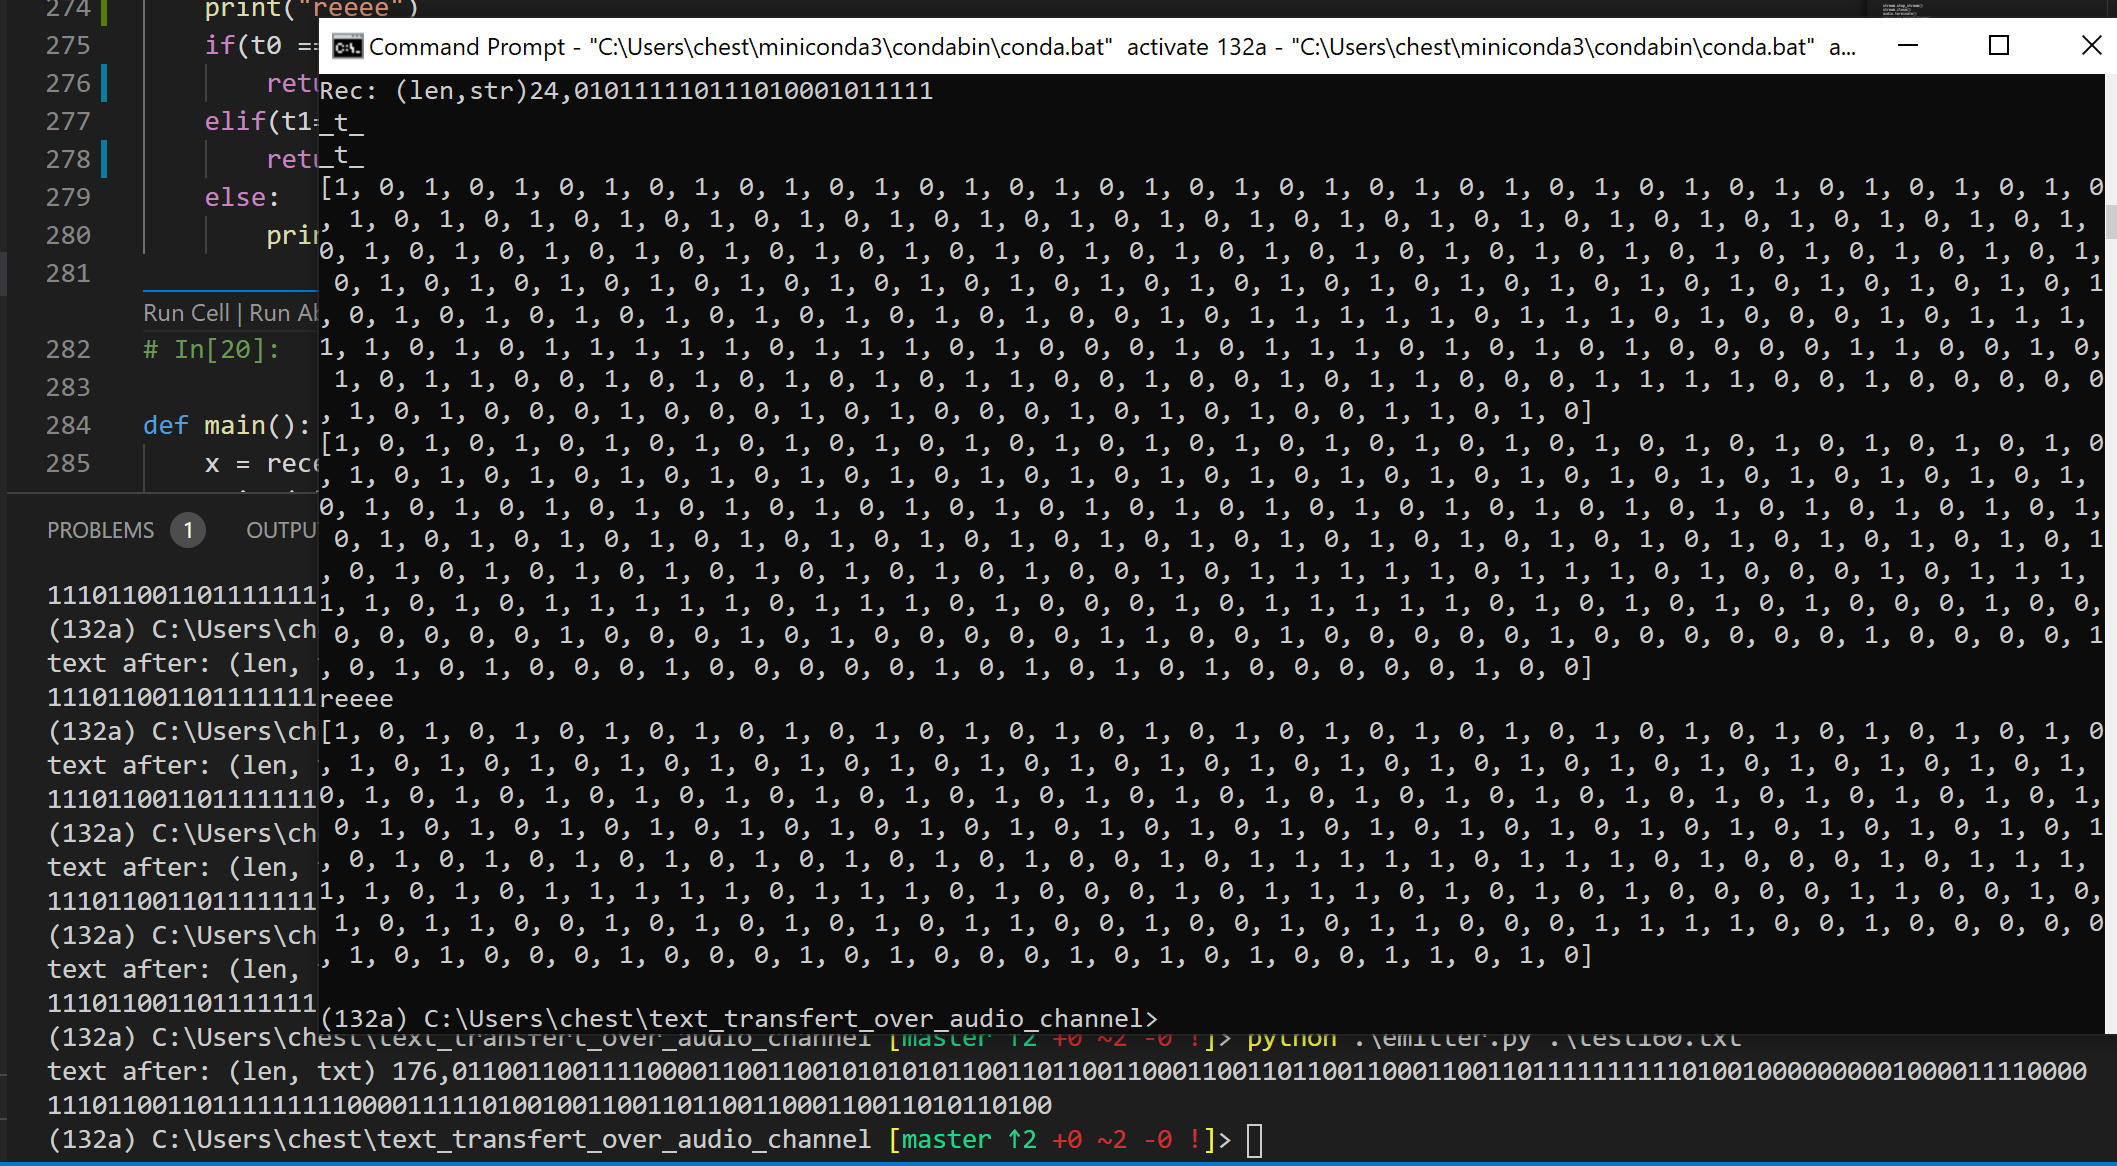 274 print("reeee")
275 if(t0 ==
276 retu
277 elif(t1=
278 retu
279 else:
280 prin
281
Run Cell | Run Ab
282 # In[20]:
283
284 def main():
285 x = rece
PROBLEMS 1 OUTPU
Command Prompt - "C:\Users\chest\miniconda3\condabin\conda.bat"  activate 132a - "C:\Users\chest\miniconda3\condabin\conda.bat"  a...
Rec: (len,str)24,010111110111010001011111
_t_
_t_
[1, 0, 1, 0, 1, 0, 1, 0, 1, 0, 1, 0, 1, 0, 1, 0, 1, 0, 1, 0, 1, 0, 1, 0, 1, 0, 1, 0, 1, 0, 1, 0, 1, 0, 1, 0, 1, 0, 1, 0
, 1, 0, 1, 0, 1, 0, 1, 0, 1, 0, 1, 0, 1, 0, 1, 0, 1, 0, 1, 0, 1, 0, 1, 0, 1, 0, 1, 0, 1, 0, 1, 0, 1, 0, 1, 0, 1, 0, 1,
0, 1, 0, 1, 0, 1, 0, 1, 0, 1, 0, 1, 0, 1, 0, 1, 0, 1, 0, 1, 0, 1, 0, 1, 0, 1, 0, 1, 0, 1, 0, 1, 0, 1, 0, 1, 0, 1, 0, 1,
0, 1, 0, 1, 0, 1, 0, 1, 0, 1, 0, 1, 0, 1, 0, 1, 0, 1, 0, 1, 0, 1, 0, 1, 0, 1, 0, 1, 0, 1, 0, 1, 0, 1, 0, 1, 0, 1, 0, 1
, 0, 1, 0, 1, 0, 1, 0, 1, 0, 1, 0, 1, 0, 1, 0, 1, 0, 0, 1, 0, 1, 1, 1, 1, 1, 0, 1, 1, 1, 0, 1, 0, 0, 0, 1, 0, 1, 1, 1,
1, 1, 0, 1, 0, 1, 1, 1, 1, 1, 0, 1, 1, 1, 0, 1, 0, 0, 0, 1, 0, 1, 1, 1, 0, 1, 0, 1, 0, 1, 0, 0, 0, 0, 1, 1, 0, 0, 1, 0,
1, 0, 1, 1, 0, 0, 1, 0, 1, 0, 1, 0, 1, 0, 1, 1, 0, 0, 1, 0, 0, 1, 0, 1, 1, 0, 0, 0, 1, 1, 1, 1, 0, 0, 1, 0, 0, 0, 0, 0
, 1, 0, 1, 0, 0, 0, 1, 0, 0, 0, 1, 0, 1, 0, 0, 0, 1, 0, 1, 0, 1, 0, 0, 1, 1, 0, 1, 0]
[1, 0, 1, 0, 1, 0, 1, 0, 1, 0, 1, 0, 1, 0, 1, 0, 1, 0, 1, 0, 1, 0, 1, 0, 1, 0, 1, 0, 1, 0, 1, 0, 1, 0, 1, 0, 1, 0, 1, 0
, 1, 0, 1, 0, 1, 0, 1, 0, 1, 0, 1, 0, 1, 0, 1, 0, 1, 0, 1, 0, 1, 0, 1, 0, 1, 0, 1, 0, 1, 0, 1, 0, 1, 0, 1, 0, 1, 0, 1,
0, 1, 0, 1, 0, 1, 0, 1, 0, 1, 0, 1, 0, 1, 0, 1, 0, 1, 0, 1, 0, 1, 0, 1, 0, 1, 0, 1, 0, 1, 0, 1, 0, 1, 0, 1, 0, 1, 0, 1,
0, 1, 0, 1, 0, 1, 0, 1, 0, 1, 0, 1, 0, 1, 0, 1, 0, 1, 0, 1, 0, 1, 0, 1, 0, 1, 0, 1, 0, 1, 0, 1, 0, 1, 0, 1, 0, 1, 0, 1
, 0, 1, 0, 1, 0, 1, 0, 1, 0, 1, 0, 1, 0, 1, 0, 1, 0, 0, 1, 0, 1, 1, 1, 1, 1, 0, 1, 1, 1, 0, 1, 0, 0, 0, 1, 0, 1, 1, 1,
1, 1, 0, 1, 0, 1, 1, 1, 1, 1, 0, 1, 1, 1, 0, 1, 0, 0, 0, 1, 0, 1, 1, 1, 1, 1, 0, 1, 0, 1, 0, 1, 0, 1, 0, 0, 0, 1, 0, 0,
0, 0, 0, 0, 0, 1, 0, 0, 0, 1, 0, 1, 0, 0, 0, 0, 0, 1, 1, 0, 0, 1, 0, 0, 0, 0, 0, 1, 0, 0, 0, 0, 0, 0, 1, 0, 0, 0, 0, 1
, 0, 1, 0, 1, 0, 0, 0, 1, 0, 0, 0, 0, 0, 1, 0, 1, 0, 1, 0, 1, 0, 0, 0, 0, 0, 1, 0, 0]
reeee
[1, 0, 1, 0, 1, 0, 1, 0, 1, 0, 1, 0, 1, 0, 1, 0, 1, 0, 1, 0, 1, 0, 1, 0, 1, 0, 1, 0, 1, 0, 1, 0, 1, 0, 1, 0, 1, 0, 1, 0
, 1, 0, 1, 0, 1, 0, 1, 0, 1, 0, 1, 0, 1, 0, 1, 0, 1, 0, 1, 0, 1, 0, 1, 0, 1, 0, 1, 0, 1, 0, 1, 0, 1, 0, 1, 0, 1, 0, 1,
0, 1, 0, 1, 0, 1, 0, 1, 0, 1, 0, 1, 0, 1, 0, 1, 0, 1, 0, 1, 0, 1, 0, 1, 0, 1, 0, 1, 0, 1, 0, 1, 0, 1, 0, 1, 0, 1, 0, 1,
0, 1, 0, 1, 0, 1, 0, 1, 0, 1, 0, 1, 0, 1, 0, 1, 0, 1, 0, 1, 0, 1, 0, 1, 0, 1, 0, 1, 0, 1, 0, 1, 0, 1, 0, 1, 0, 1, 0, 1
, 0, 1, 0, 1, 0, 1, 0, 1, 0, 1, 0, 1, 0, 1, 0, 1, 0, 0, 1, 0, 1, 1, 1, 1, 1, 0, 1, 1, 1, 0, 1, 0, 0, 0, 1, 0, 1, 1, 1,
1, 1, 0, 1, 0, 1, 1, 1, 1, 1, 0, 1, 1, 1, 0, 1, 0, 0, 0, 1, 0, 1, 1, 1, 0, 1, 0, 1, 0, 1, 0, 0, 0, 0, 1, 1, 0, 0, 1, 0,
1, 0, 1, 1, 0, 0, 1, 0, 1, 0, 1, 0, 1, 0, 1, 1, 0, 0, 1, 0, 0, 1, 0, 1, 1, 0, 0, 0, 1, 1, 1, 1, 0, 0, 1, 0, 0, 0, 0, 0
, 1, 0, 1, 0, 0, 0, 1, 0, 0, 0, 1, 0, 1, 0, 0, 0, 1, 0, 1, 0, 1, 0, 0, 1, 1, 0, 1, 0]
(132a) C:\Users\chest\text_transfert_over_audio_channel>
111011001101111111
(132a) C:\Users\ch
text after: (len,
111011001101111111
(132a) C:\Users\ch
text after: (len,
111011001101111111
(132a) C:\Users\ch
text after: (len,
111011001101111111
(132a) C:\Users\ch
text after: (len,
111011001101111111
(132a) C:\Users\chest\text_transfert_over_audio_channel [master ↑2 +0 ~2 -0 !]> python .\emitter.py .\test160.txt
text after: (len, txt) 176,
(132a) C:\Users\chest\text_transfert_over_audio_channel [master ↑2 +0 ~2 -0 !]>